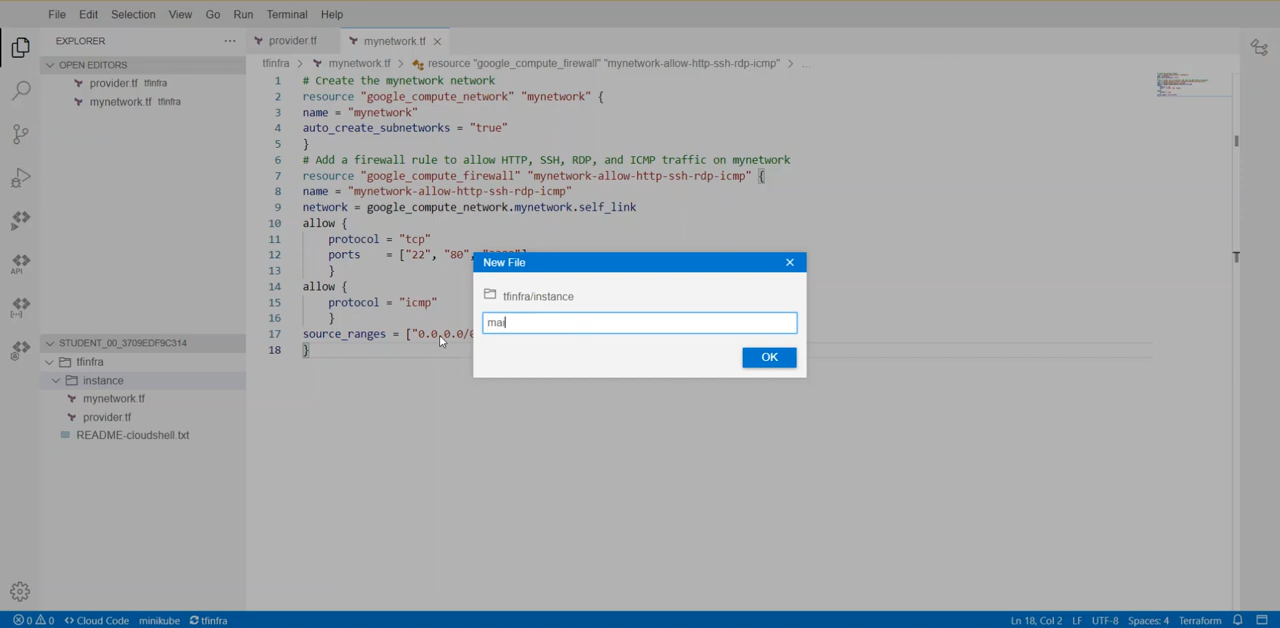 File Edit Selection View Go Run Terminal Help
EXPLORER ...
OPEN EDITORS
provider.tf tfinfra
mynetwork.tf tfinfra
API
STUDENT_00_3709EDF9C314
tfinfra
instance
mynetwork.tf
provider.tf
README-cloudshell.txt
provider.tf mynetwork.tf
tfinfra > mynetwork.tf > resource "google_compute_firewall" "mynetwork-allow-http-ssh-rdp-icmp" > ...
1 # Create the mynetwork network
2 resource "google_compute_network" "mynetwork" {
3 name = "mynetwork"
4 auto_create_subnetworks = "true"
5 }
6 # Add a firewall rule to allow HTTP, SSH, RDP, and ICMP traffic on mynetwork
7 resource "google_compute_firewall" "mynetwork-allow-http-ssh-rdp-icmp" {
8 name = "mynetwork-allow-http-ssh-rdp-icmp"
9 network = google_compute_network.mynetwork.self_link
10 allow {
11 protocol = "tcp"
12 ports = ["22", "80",
13 }
14 allow {
15 protocol = "icmp"
16 }
17 source_ranges = ["0.0.0.0/
18 }
New File
tfinfra/instance
mai
OK
0 0 Cloud Code minikube tfinfra
Ln 18, Col 2 LF UTF-8 Spaces: 4 Terraform